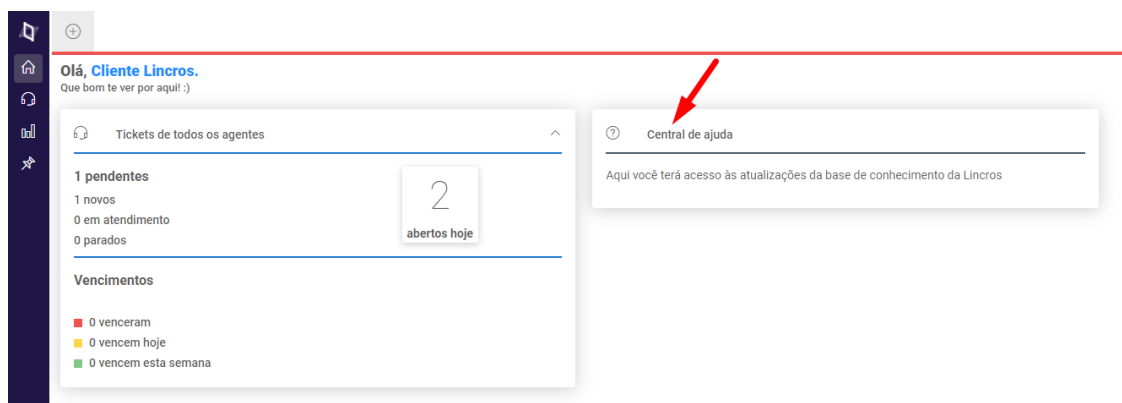 Olá, Cliente Lincros.
Que bom te ver por aqui! :)
Tickets de todos os agentes
1 pendentes
1 novos
0 em atendimento
0 parados
2
abertos hoje
Vencimentos
0 venceram
0 vencem hoje
0 vencem esta semana
Central de ajuda
Aqui você terá acesso às atualizações da base de conhecimento da Lincros